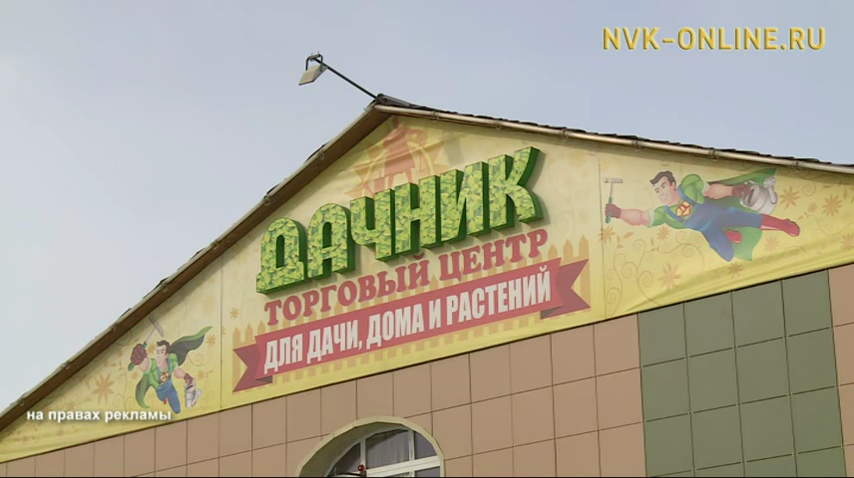 NVK-ONLINE.RU
ДАЧНИК
ТОРГОВЫЙ ЦЕНТР
ДЛЯ ДАЧИ, ДОМА И РАСТЕНИЙ
на правах рекламы